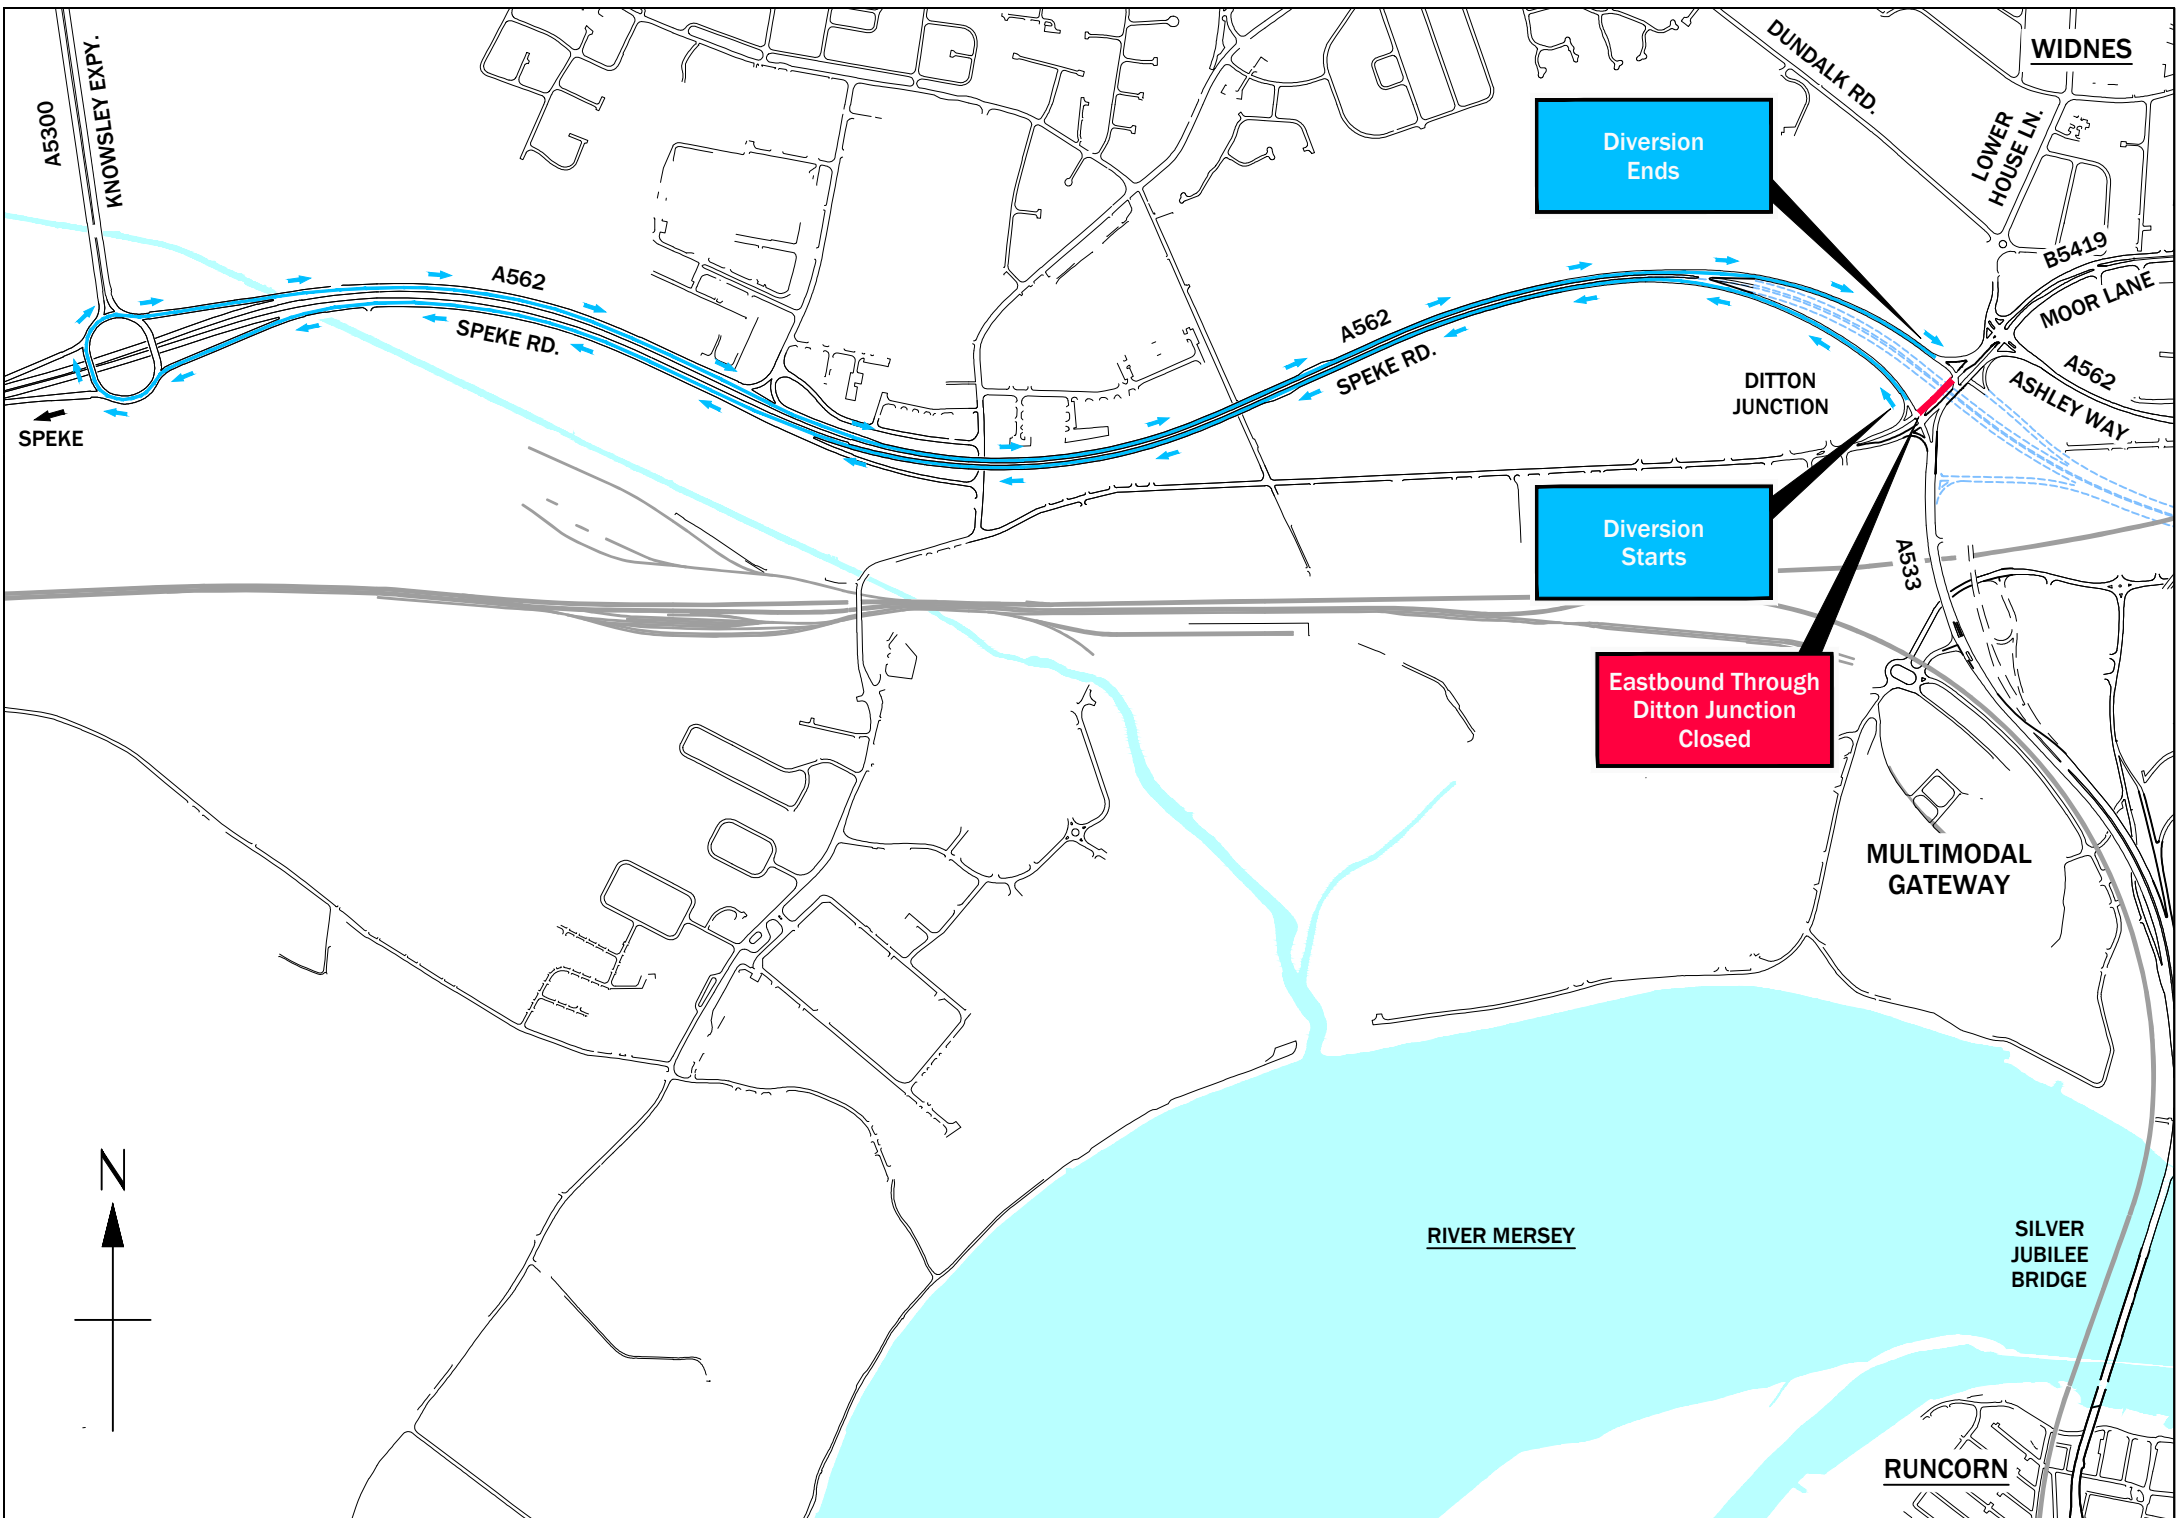 WIDNES
DUNDALK RD.
KNOWSLEY EXPY.
A5300
LOWER
HOUSE LN.
Diversion
Ends
B5419
MOOR LANE
A562
SPEKE RD.
A562
SPEKE RD.
A562
ASHLEY WAY
DITTON
JUNCTION
SPEKE
Diversion
Starts
A533
Eastbound Through
Ditton Junction
Closed
MULTIMODAL
GATEWAY
N
RIVER MERSEY
SILVER
JUBILEE
BRIDGE
RUNCORN